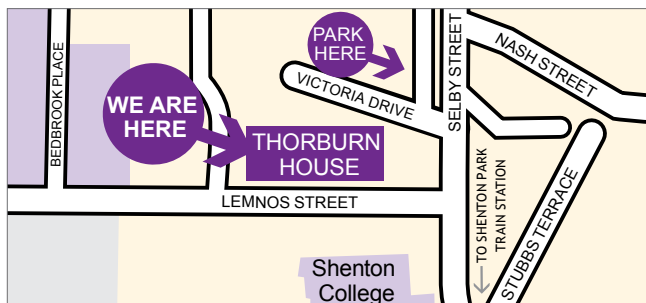 PARK
HERE
SELBY STREET
NASH STREET
BEDBROOK PLACE
WE ARE
HERE
VICTORIA DRIVE
THORBURN
HOUSE
LEMNOS STREET
TO SHENTON PARK
TRAIN STATION
STUBBS TERRACE
Shenton
College